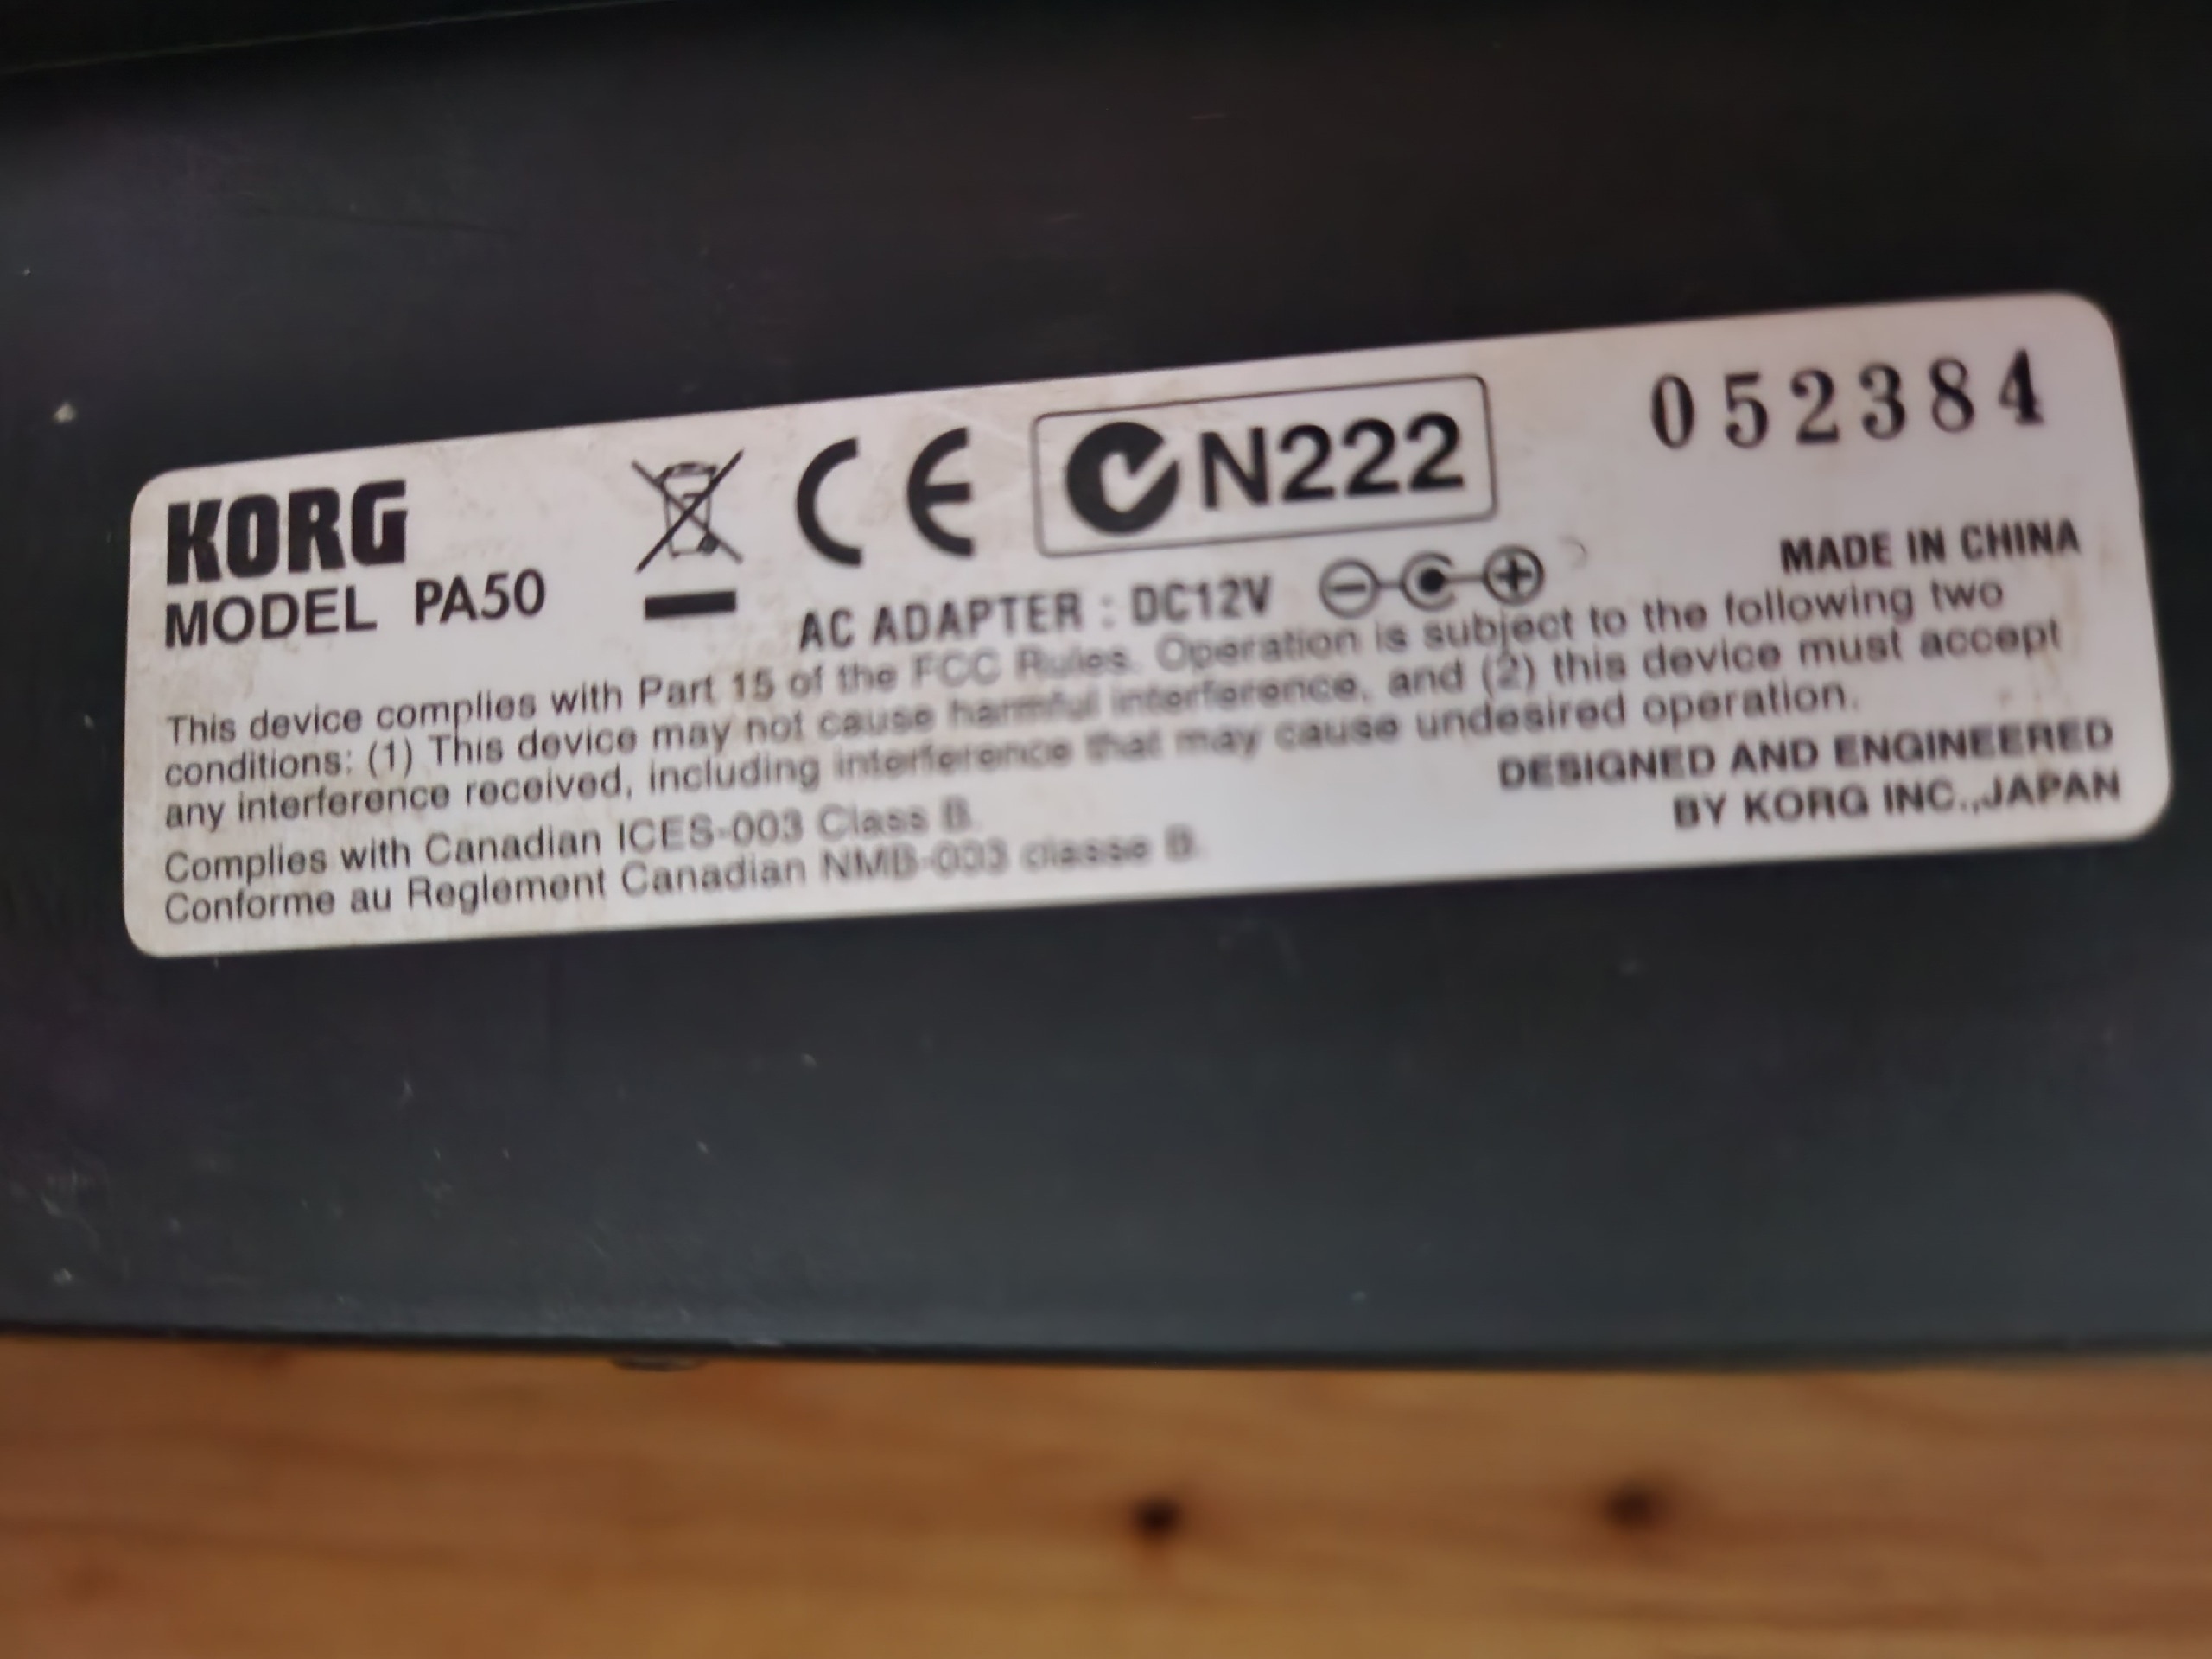 052384
KORG
CE
N222
MODEL PA50
AC ADAPTER : DC12V
MADE IN CHINA
This device complies with Part 15 of the FCC Rules. Operation is subject to the following two
conditions: (1) This device may not cause harmful interference, and (2) this device must accept
any interference received, including interference that may cause undesired operation.
Complies with Canadian ICES-003 Class B.
Conforme au Reglement Canadian NMB-003 classe B.
DESIGNED AND ENGINEERED
BY KORG INC.,JAPAN